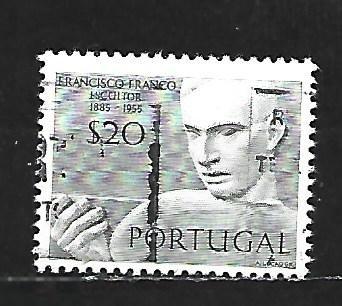 FRANCISCO FRANCO
ESCULTOR
1885 - 1955
$20
PORTUGAL